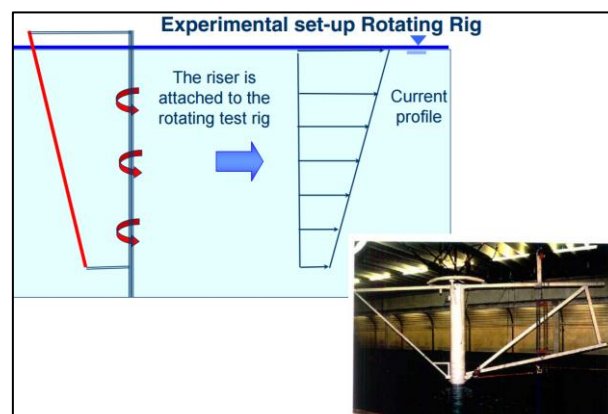 Experimental set-up Rotating Rig
The riser is
attached to the
rotating test rig
Current
profile